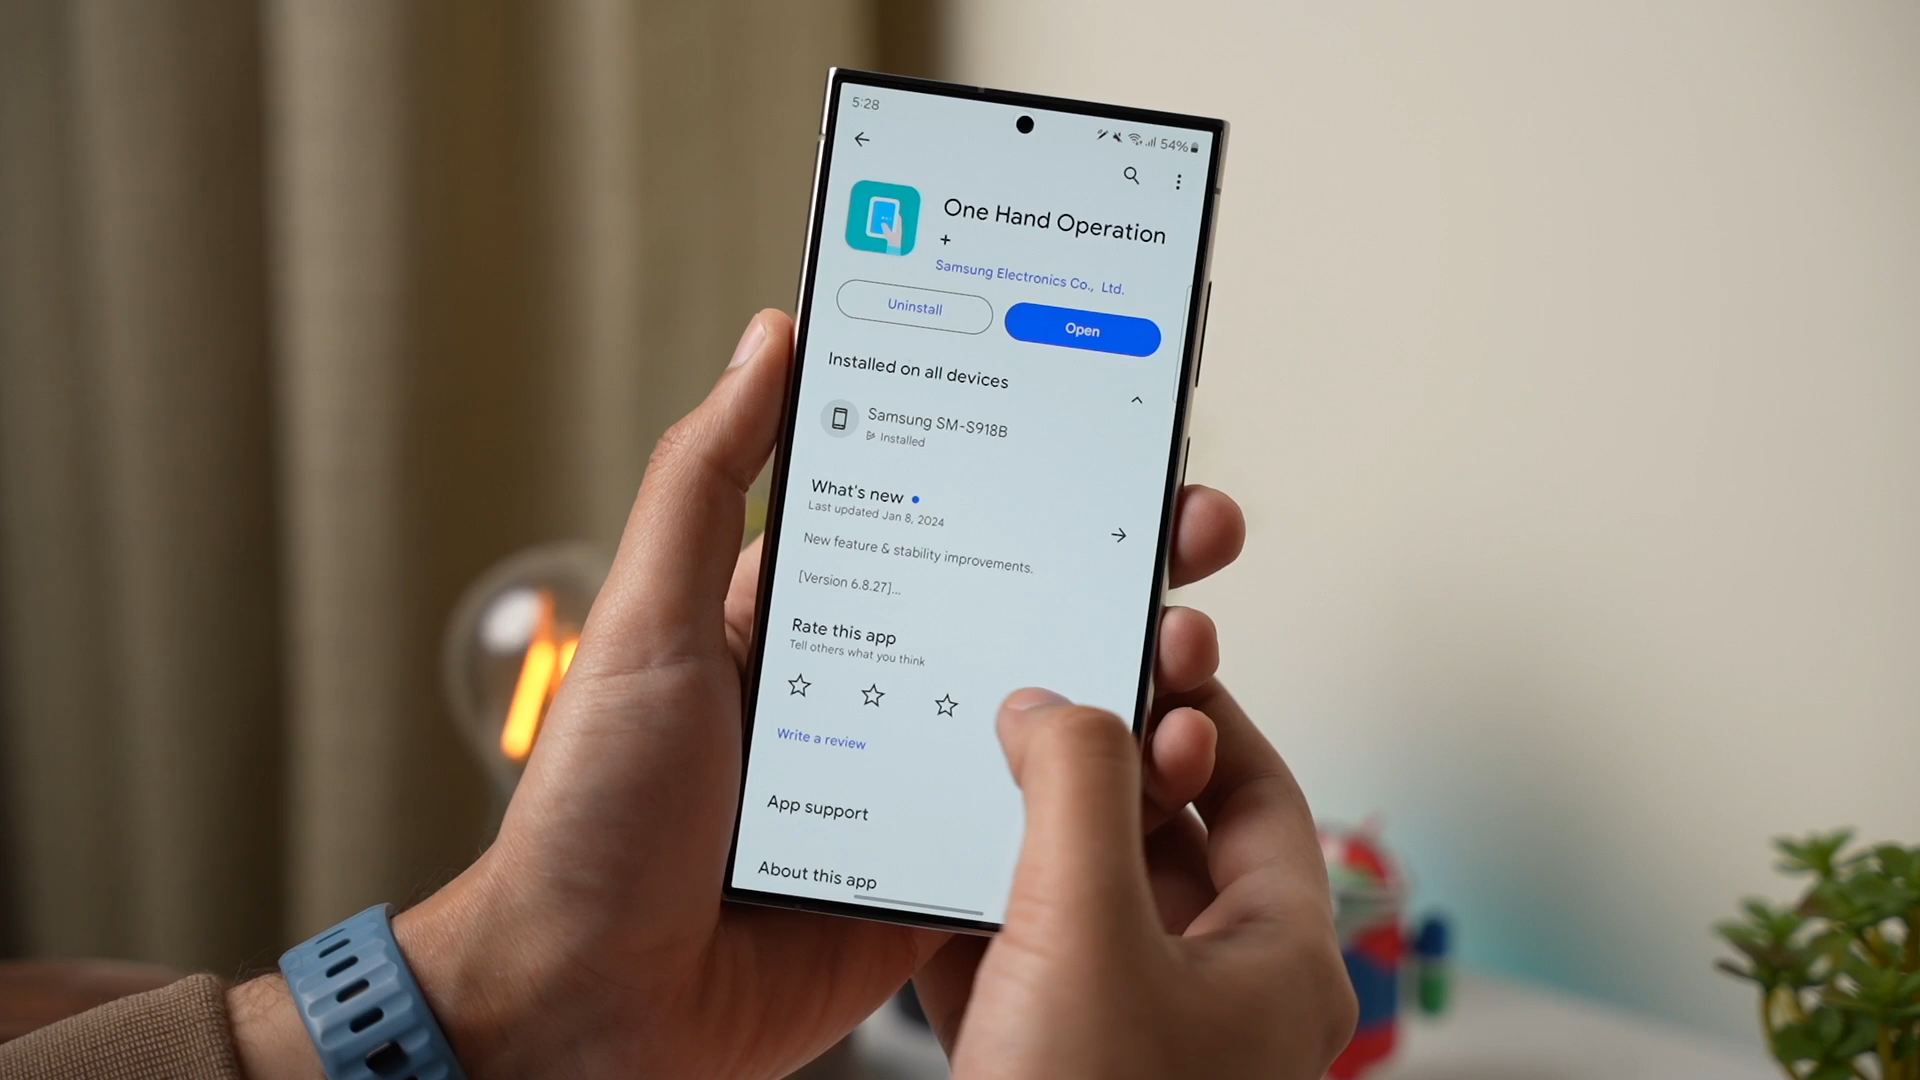 5:28
54%
One Hand Operation
+
Samsung Electronics Co., Ltd.
Uninstall
Open
Installed on all devices
Samsung SM-S918B
Installed
What's new
Last updated Jan 8, 2024
New feature & stability improvements.
[Version 6.8.27]...
Rate this app
Tell others what you think
Write a review
App support
About this app